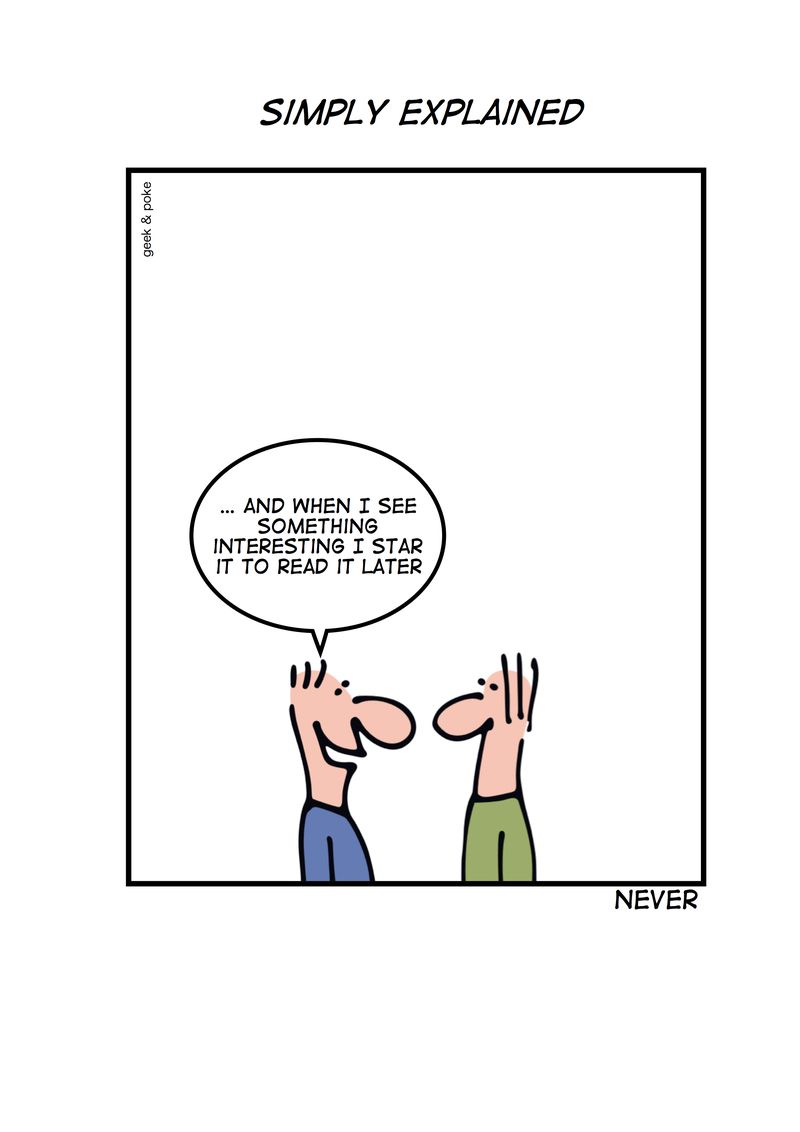 SIMPLY EXPLAINED
geek & poke
... AND WHEN I SEE
SOMETHING
INTERESTING I STAR
IT TO READ IT LATER
NEVER